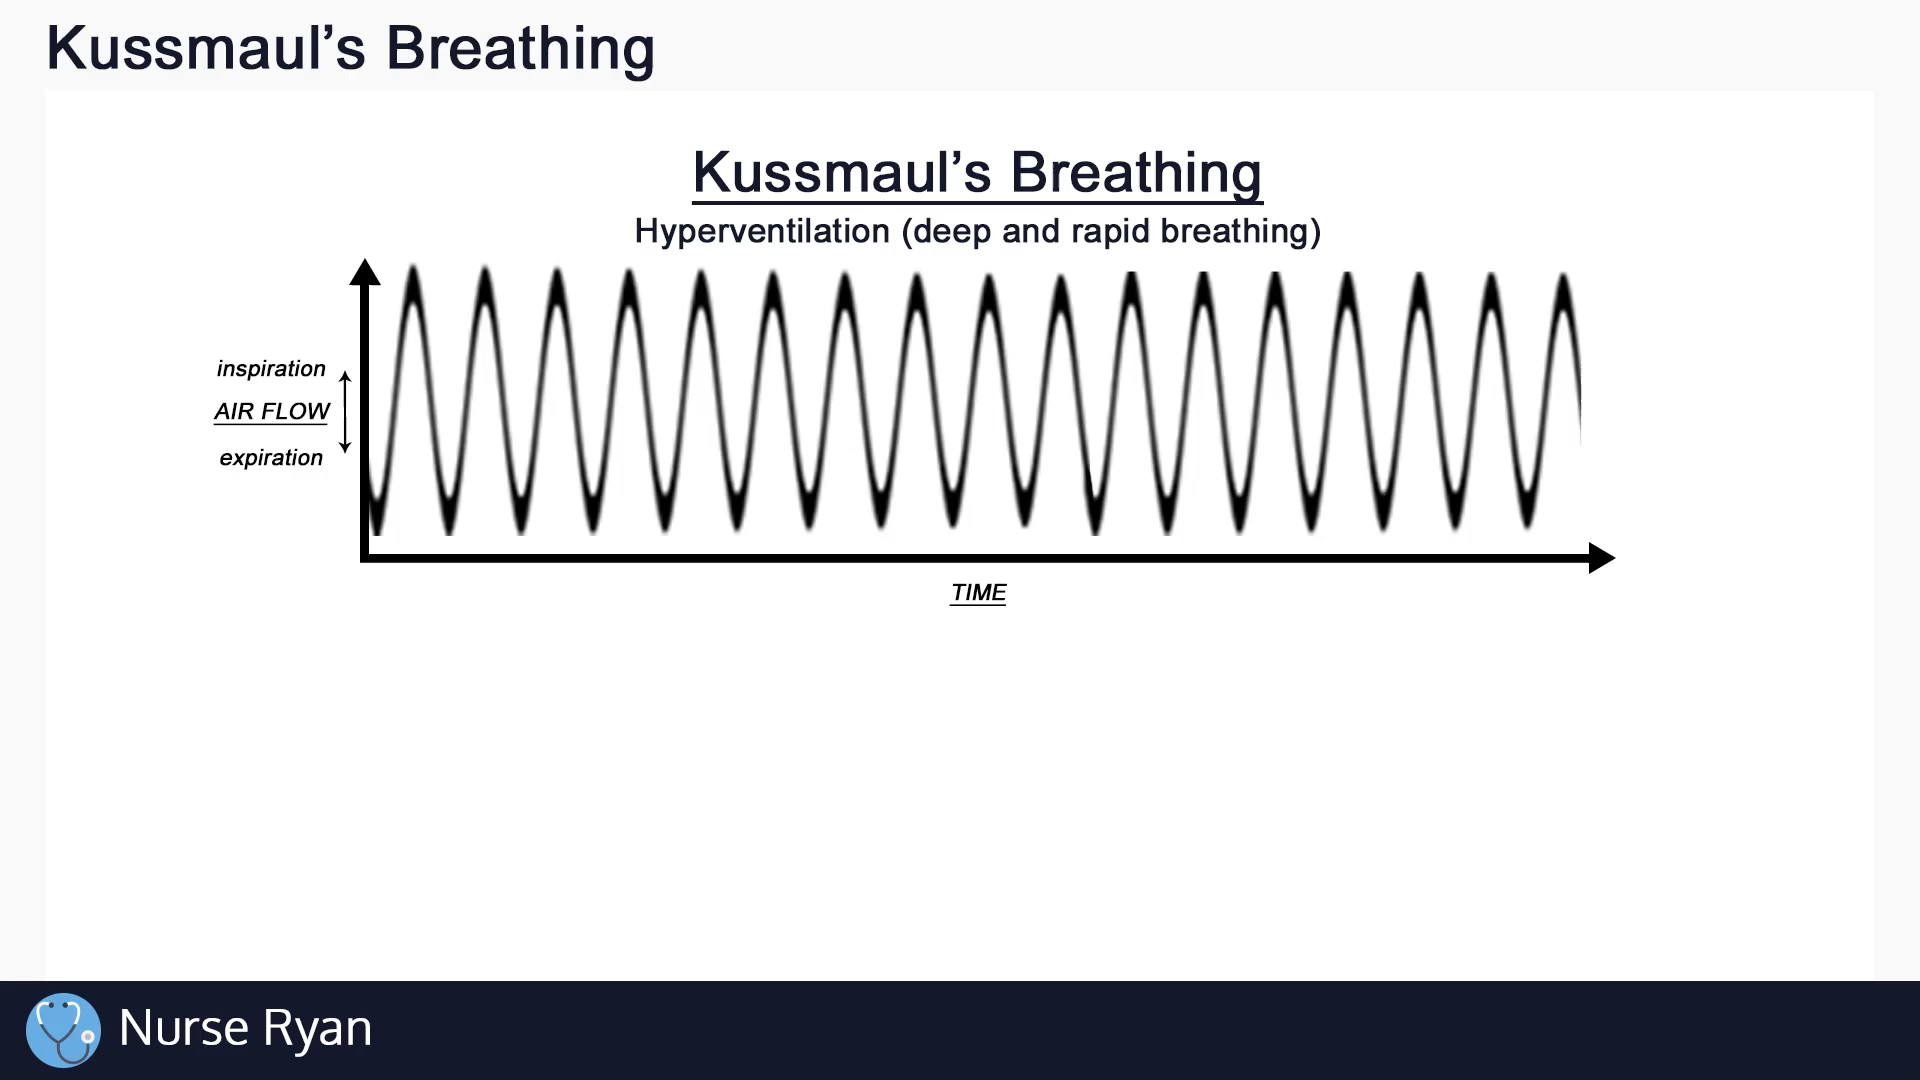 Kussmaul’s Breathing
Kussmaul’s Breathing
Hyperventilation (deep and rapid breathing)
inspiration
AIR FLOW
expiration
TIME
Nurse Ryan